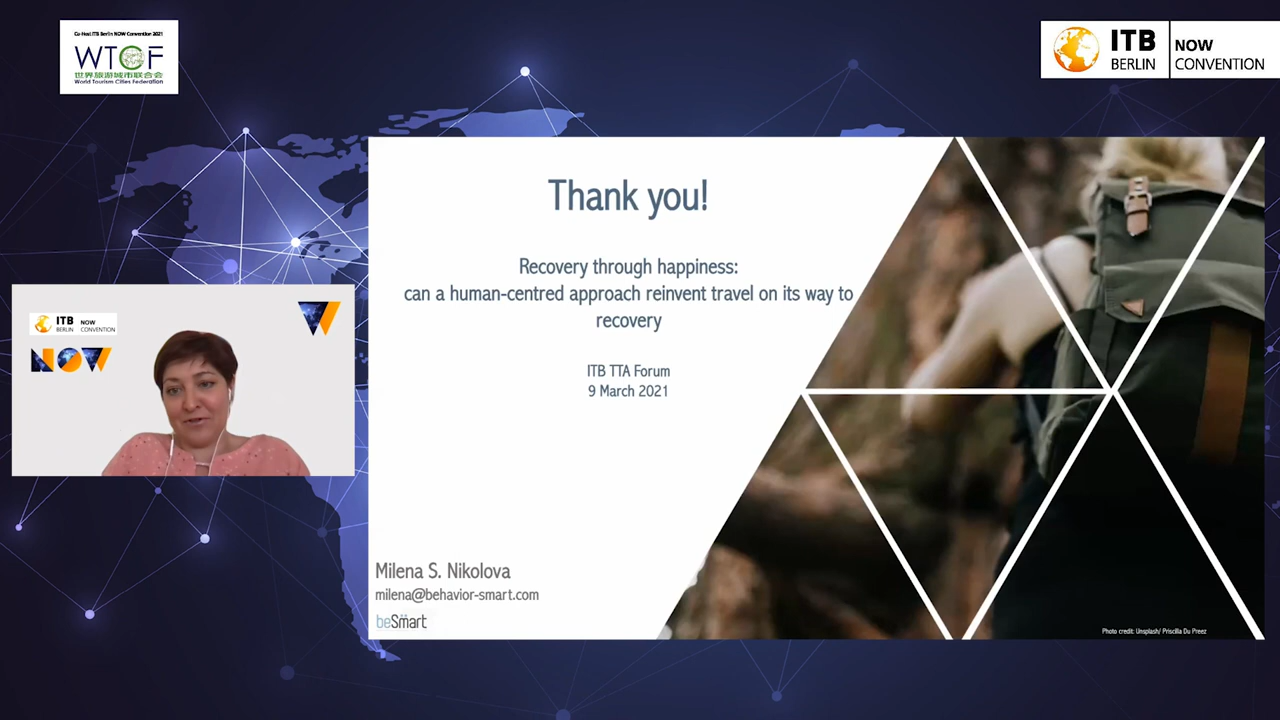 Co-Host ITB Berlin NOW Convention 2021
WTCF
世界旅游城市联合会
World Tourism Cities Federation
ITB
BERLIN
NOW
CONVENTION
ITB
BERLIN
NOW
CONVENTION
NOW
Thank you!
Recovery through happiness:
can a human-centred approach reinvent travel on its way to
recovery
ITB TTA Forum
9 March 2021
Milena S. Nikolova
milena@behavior-smart.com
beSmart
Photo credit: Unsplash/ Priscilla Du Preez